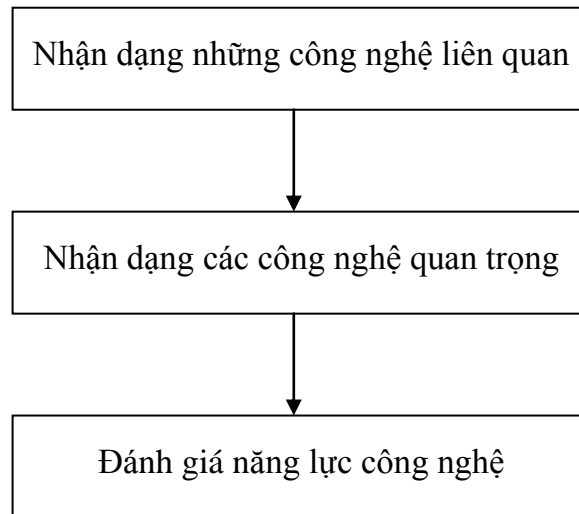 Nhận dạng những công nghệ liên quan
Nhận dạng các công nghệ quan trọng
Đánh giá năng lực công nghệ